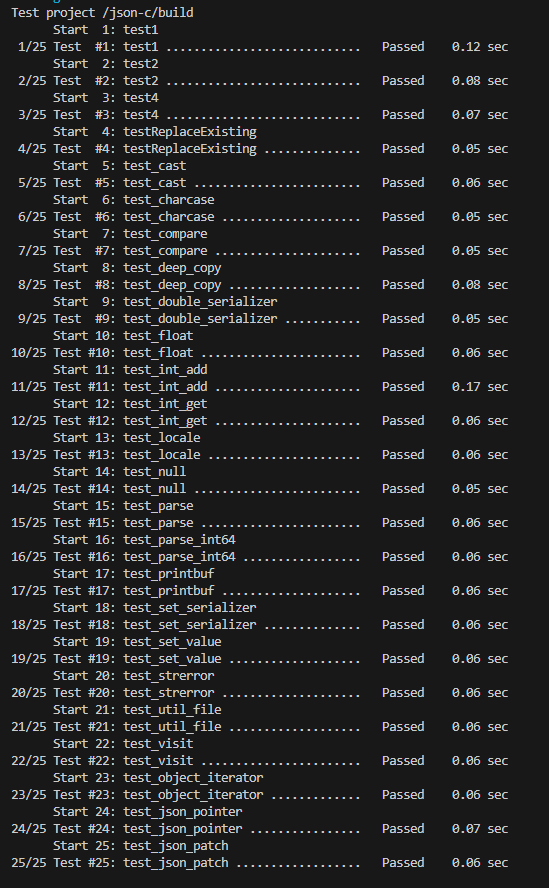 Test project /json-c/build
      Start  1: test1
 1/25 Test  #1: test1 ............................   Passed    0.12 sec
      Start  2: test2
 2/25 Test  #2: test2 ............................   Passed    0.08 sec
      Start  3: test4
 3/25 Test  #3: test4 ............................   Passed    0.07 sec
      Start  4: testReplaceExisting
 4/25 Test  #4: testReplaceExisting ..............   Passed    0.05 sec
      Start  5: test_cast
 5/25 Test  #5: test_cast ........................   Passed    0.06 sec
      Start  6: test_charcase
 6/25 Test  #6: test_charcase ....................   Passed    0.05 sec
      Start  7: test_compare
 7/25 Test  #7: test_compare .....................   Passed    0.05 sec
      Start  8: test_deep_copy
 8/25 Test  #8: test_deep_copy ...................   Passed    0.08 sec
      Start  9: test_double_serializer
 9/25 Test  #9: test_double_serializer ...........   Passed    0.05 sec
      Start 10: test_float
10/25 Test #10: test_float .......................   Passed    0.06 sec
      Start 11: test_int_add
11/25 Test #11: test_int_add .....................   Passed    0.17 sec
      Start 12: test_int_get
12/25 Test #12: test_int_get .....................   Passed    0.06 sec
      Start 13: test_locale
13/25 Test #13: test_locale ......................   Passed    0.06 sec
      Start 14: test_null
14/25 Test #14: test_null ........................   Passed    0.05 sec
      Start 15: test_parse
15/25 Test #15: test_parse .......................   Passed    0.06 sec
      Start 16: test_parse_int64
16/25 Test #16: test_parse_int64 .................   Passed    0.06 sec
      Start 17: test_printbuf
17/25 Test #17: test_printbuf ....................   Passed    0.06 sec
      Start 18: test_set_serializer
18/25 Test #18: test_set_serializer ..............   Passed    0.06 sec
      Start 19: test_set_value
19/25 Test #19: test_set_value ...................   Passed    0.06 sec
      Start 20: test_strerror
20/25 Test #20: test_strerror ....................   Passed    0.06 sec
      Start 21: test_util_file
21/25 Test #21: test_util_file ...................   Passed    0.06 sec
      Start 22: test_visit
22/25 Test #22: test_visit .......................   Passed    0.06 sec
      Start 23: test_object_iterator
23/25 Test #23: test_object_iterator .............   Passed    0.06 sec
      Start 24: test_json_pointer
24/25 Test #24: test_json_pointer ................   Passed    0.07 sec
      Start 25: test_json_patch
25/25 Test #25: test_json_patch ..................   Passed    0.06 sec